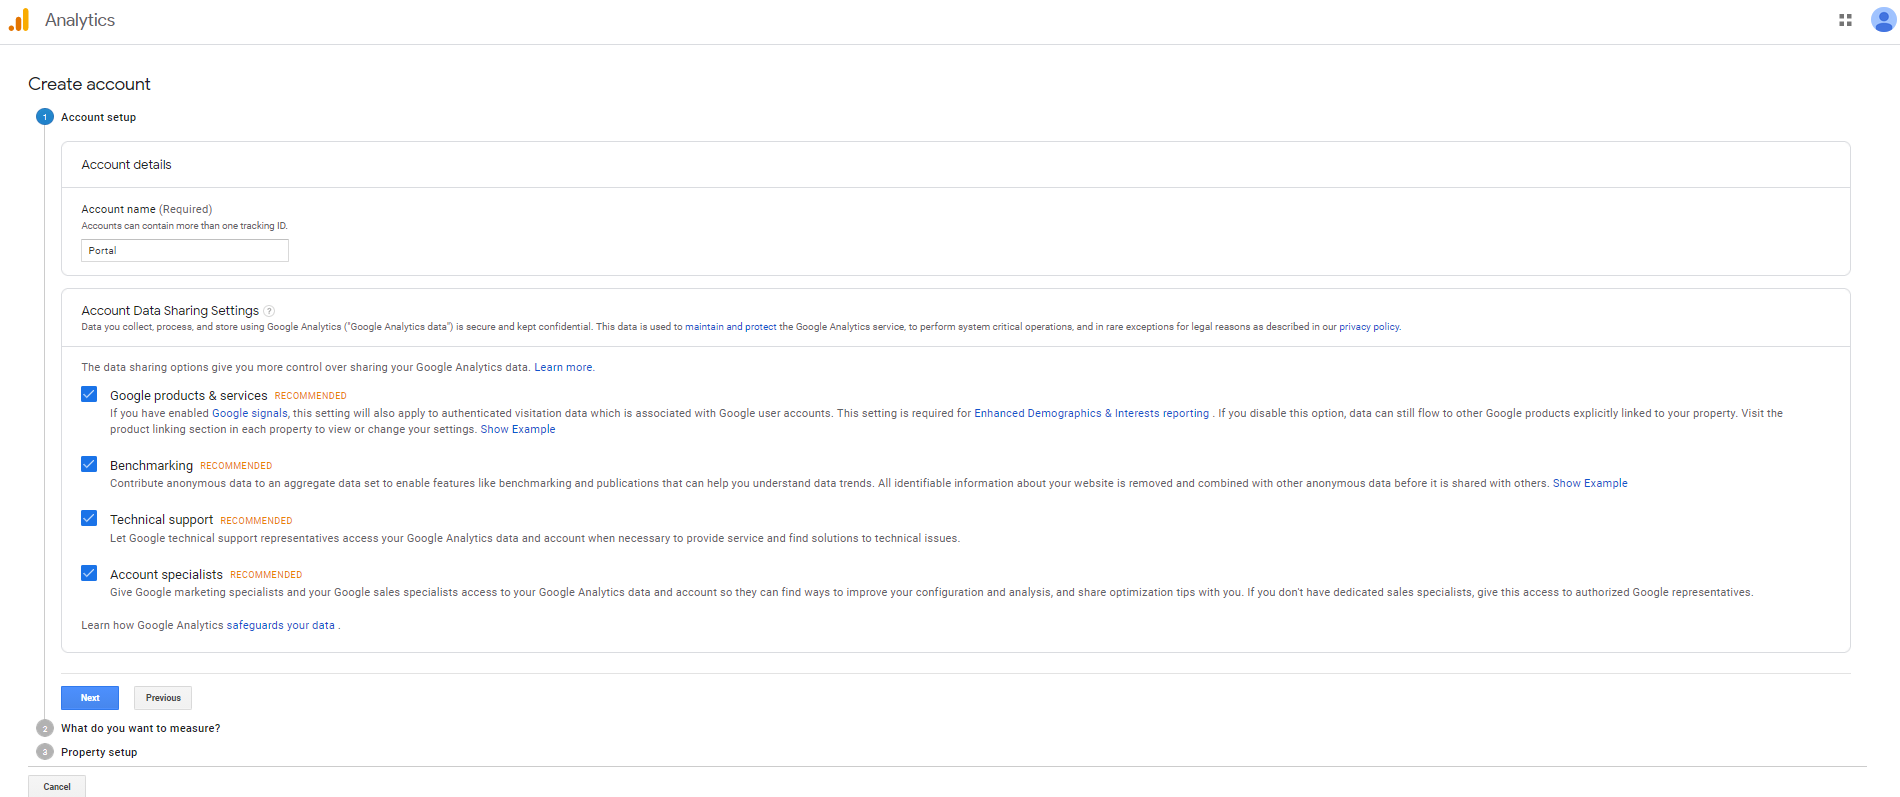 Analytics
Create account
1 Account setup
Account details
Account name (Required)
Accounts can contain more than one tracking ID.
Portal
Account Data Sharing Settings ?
Data you collect, process, and store using Google Analytics ("Google Analytics data") is secure and kept confidential. This data is used to maintain and protect the Google Analytics service, to perform system critical operations, and in rare exceptions for legal reasons as described in our privacy policy.
The data sharing options give you more control over sharing your Google Analytics data. Learn more.
Google products & services RECOMMENDED
If you have enabled Google signals, this setting will also apply to authenticated visitation data which is associated with Google user accounts. This setting is required for Enhanced Demographics & Interests reporting . If you disable this option, data can still flow to other Google products explicitly linked to your property. Visit the
product linking section in each property to view or change your settings. Show Example
Benchmarking RECOMMENDED
Contribute anonymous data to an aggregate data set to enable features like benchmarking and publications that can help you understand data trends. All identifiable information about your website is removed and combined with other anonymous data before it is shared with others. Show Example
Technical support RECOMMENDED
Let Google technical support representatives access your Google Analytics data and account when necessary to provide service and find solutions to technical issues.
Account specialists RECOMMENDED
Give Google marketing specialists and your Google sales specialists access to your Google Analytics data and account so they can find ways to improve your configuration and analysis, and share optimization tips with you. If you don't have dedicated sales specialists, give this access to authorized Google representatives.
Learn how Google Analytics safeguards your data .
Next Previous
2 What do you want to measure?
3 Property setup
Cancel